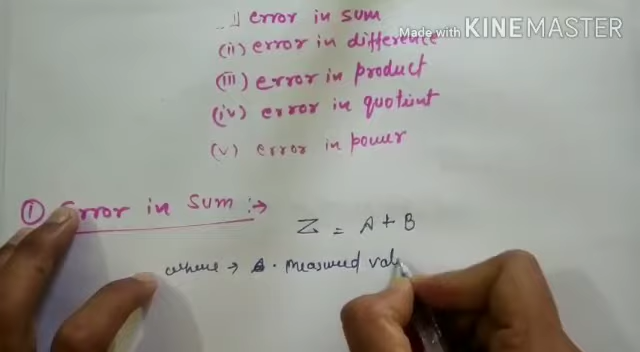 error in sum
Made with KINEMASTER
(ii) error in difference
(iii) error in product
(iv) error in quotient
(v) error in power
① Error in Sum :→
Z = A + B
where → A. measured val